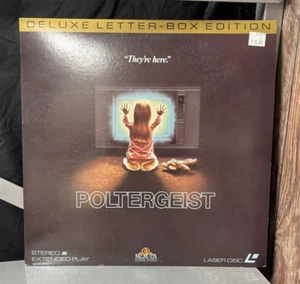 DELUXE LETTER-BOX EDITION
"They're here."
POLTERGEIST
STEREO
EXTENDED PLAY
LASER DISC